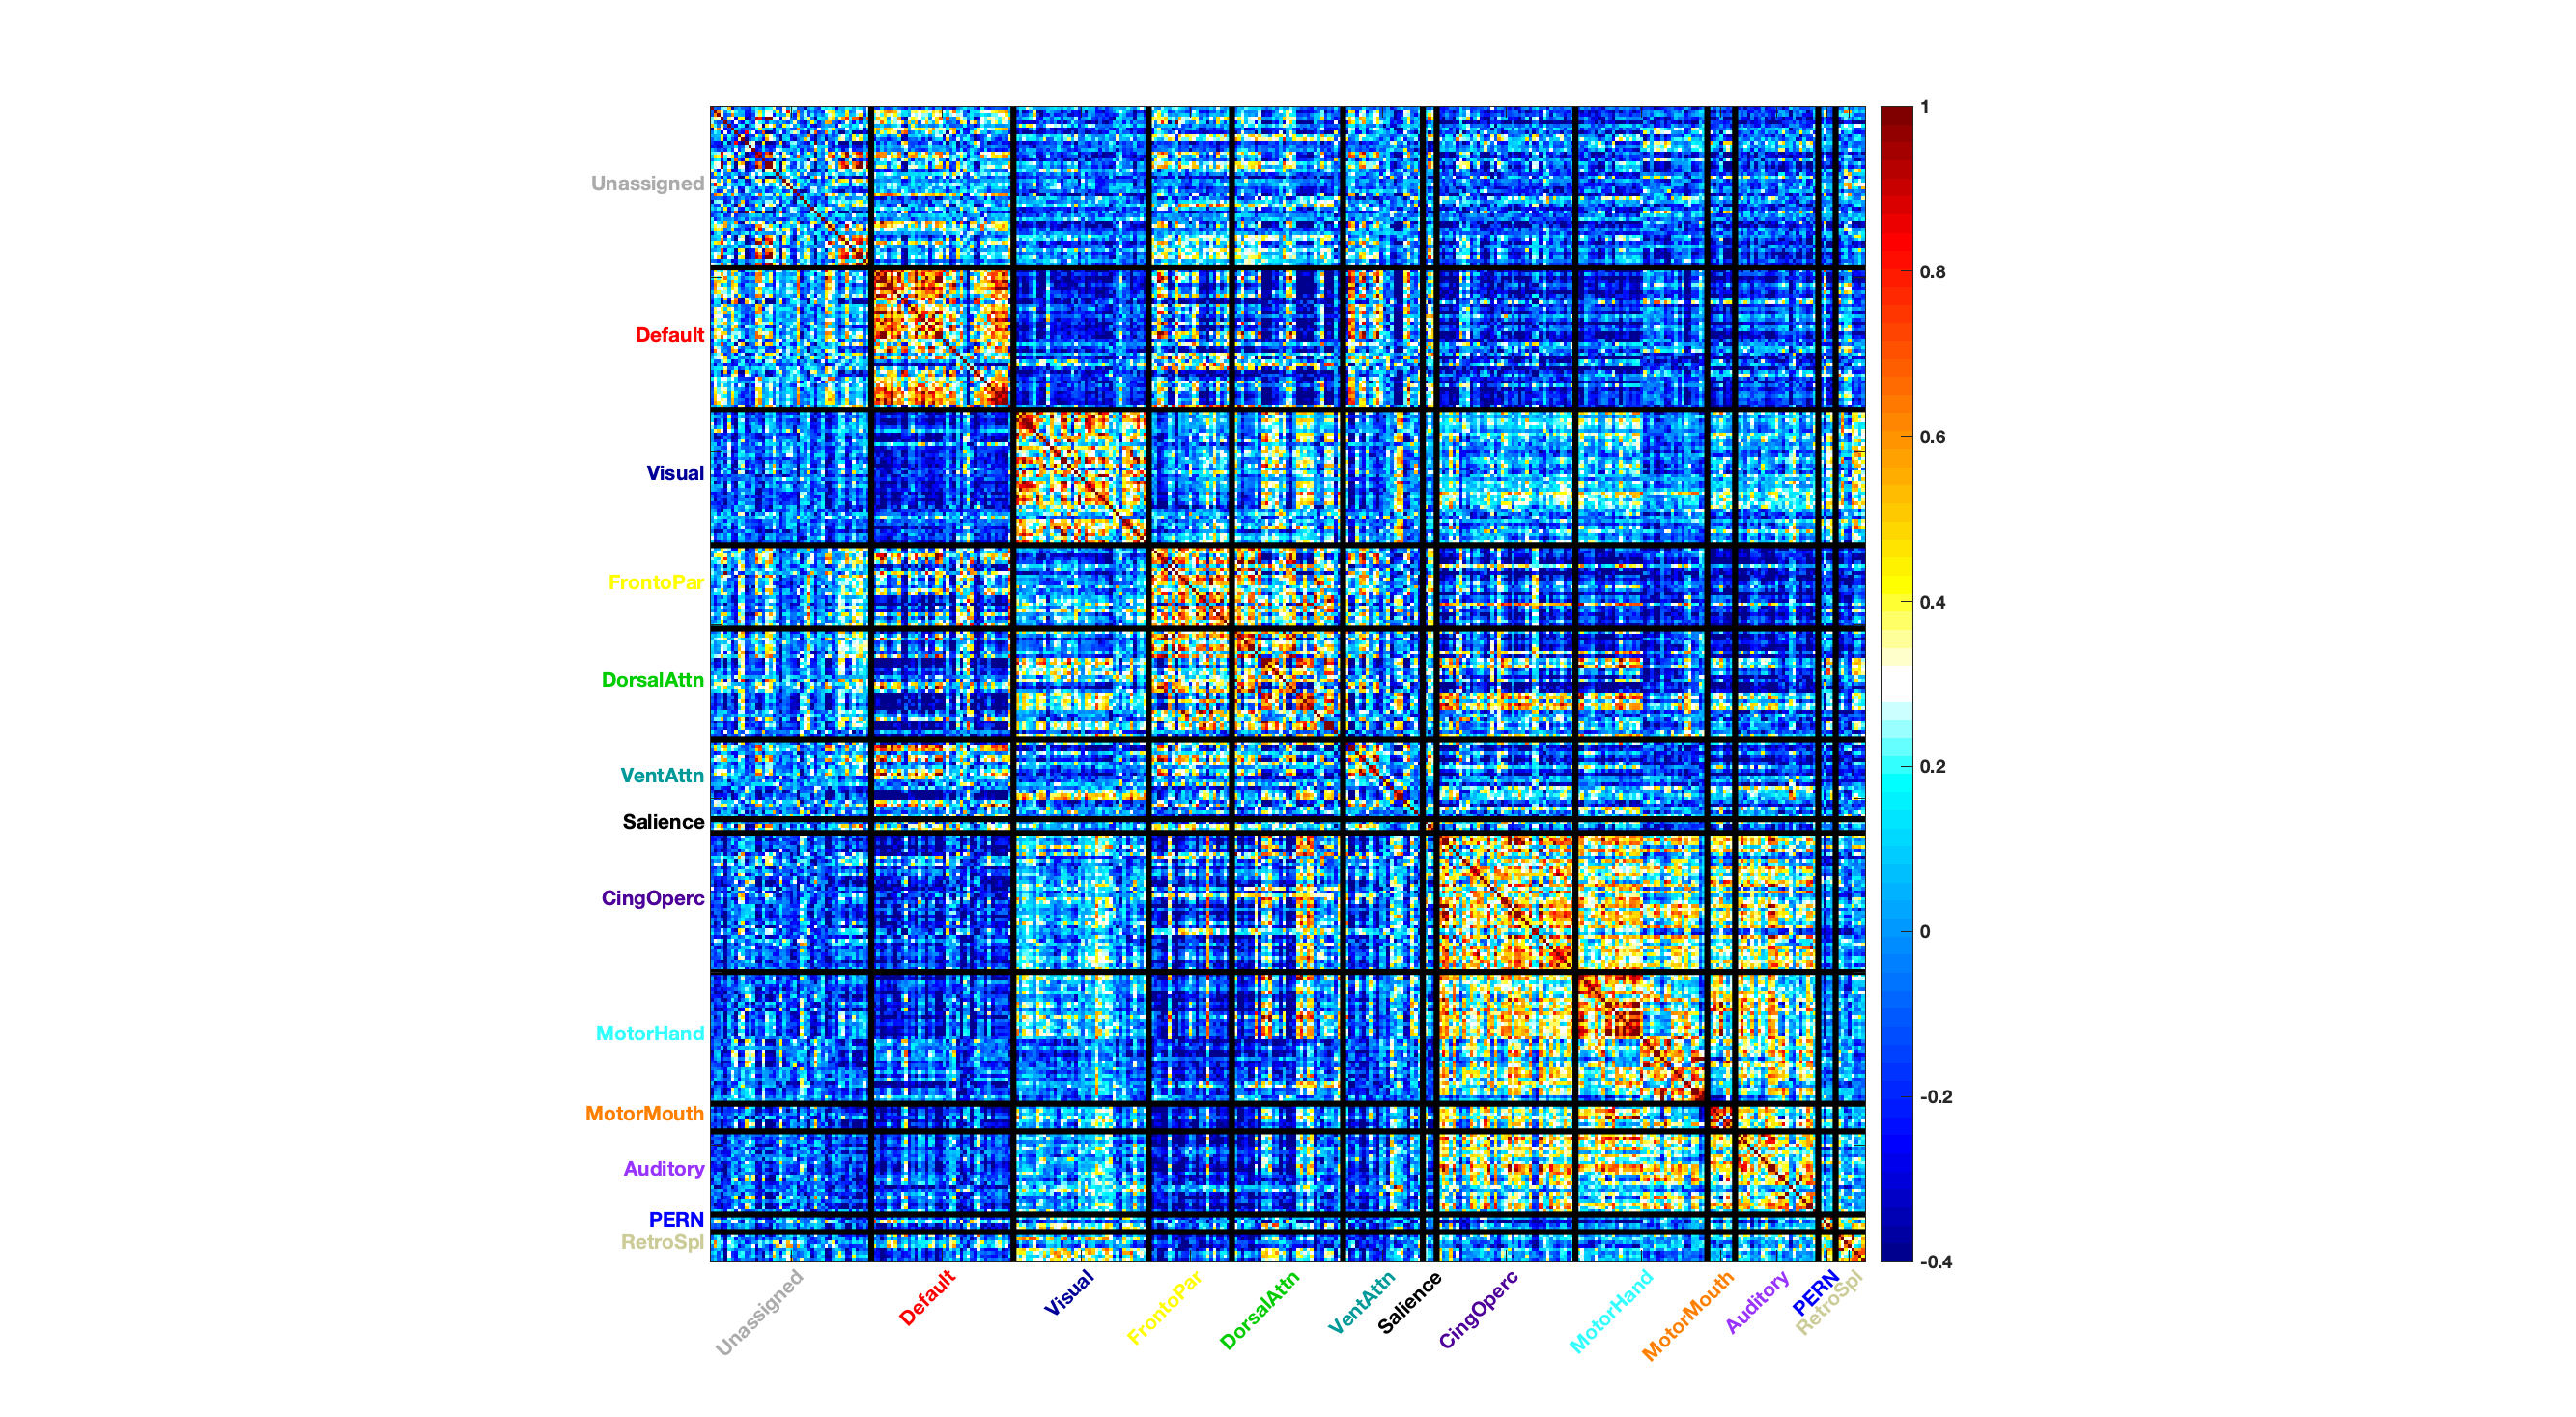 Unassigned
Default
Visual
FrontoPar
DorsalAttn
VentAttn
Salience
CingOperc
MotorHand
MotorMouth
Auditory
PERN
RetroSpl
Unassigned
Default
Visual
FrontoPar
DorsalAttn
VentAttn
Salience
CingOperc
MotorHand
MotorMouth
Auditory
PERN
RetroSpl
1
0.8
0.6
0.4
0.2
0
-0.2
-0.4